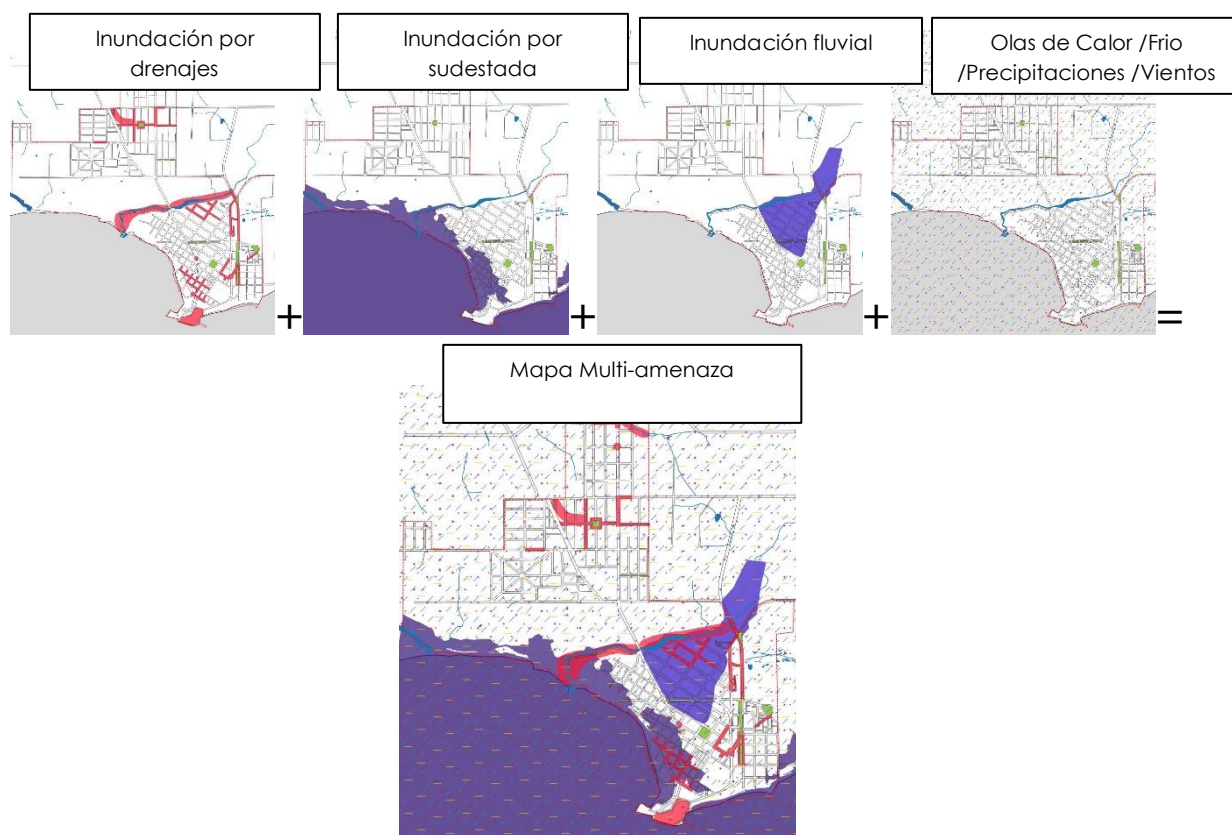 Inundación por
drenajes
Inundación por
sudestada
Inundación fluvial
Olas de Calor /Frio
/Precipitaciones /Vientos
+
+
+
=
Mapa Multi-amenaza